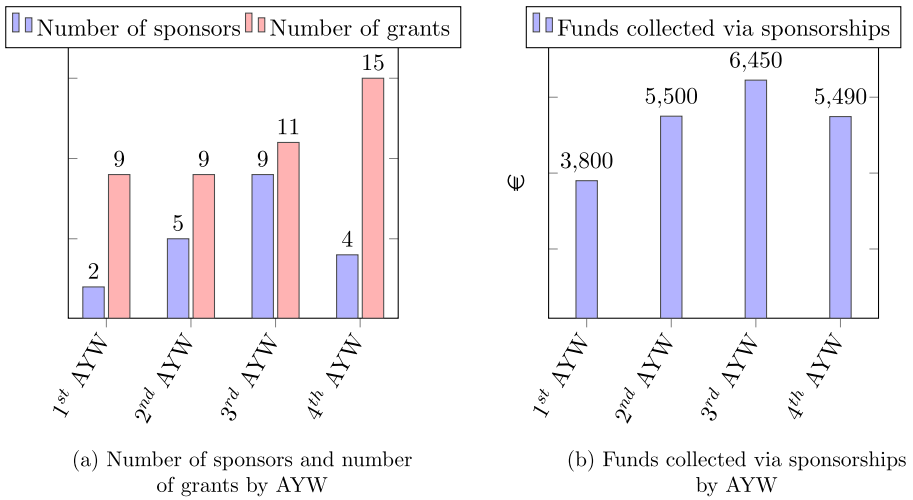 Number of sponsors Number of grants
2 9 5 9 9 11 4 15
1st AYW 2nd AYW 3rd AYW 4th AYW
(a) Number of sponsors and number
of grants by AYW
Funds collected via sponsorships
€
3,800 5,500 6,450 5,490
1st AYW 2nd AYW 3rd AYW 4th AYW
(b) Funds collected via sponsorships
by AYW